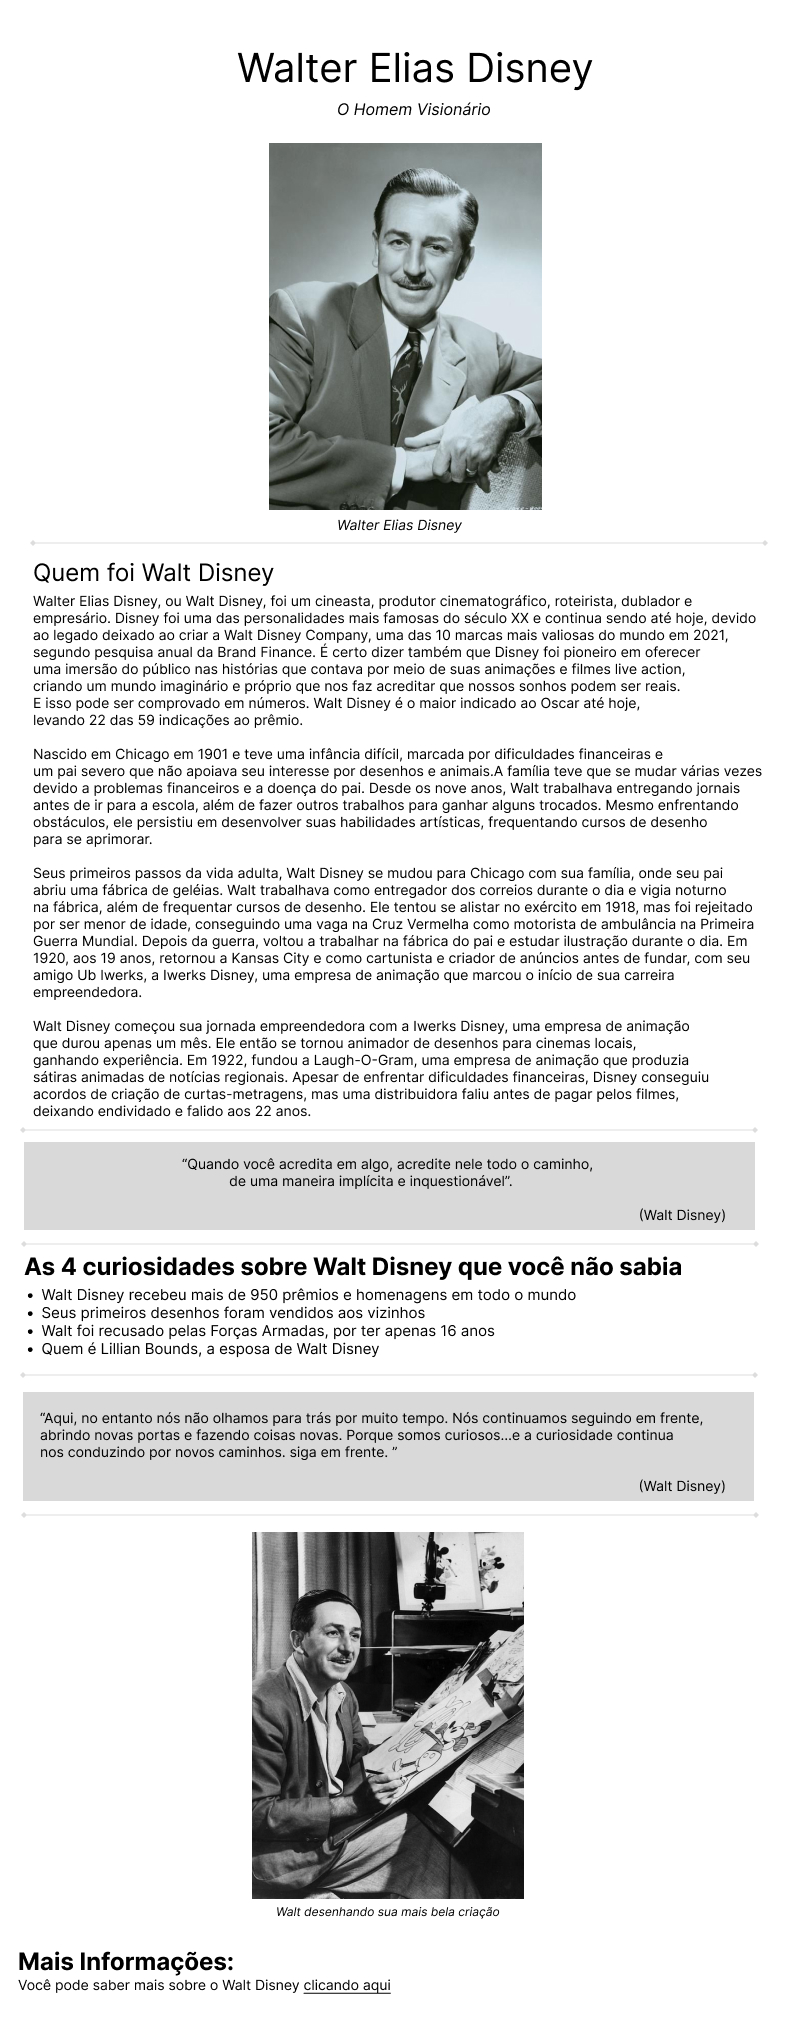 Walter Elias Disney
O Homem Visionário
Walter Elias Disney
Quem foi Walt Disney
Walter Elias Disney, ou Walt Disney, foi um cineasta, produtor cinematográfico, roteirista, dublador e
empresário. Disney foi uma das personalidades mais famosas do século XX e continua sendo até hoje, devido
ao legado deixado ao criar a Walt Disney Company, uma das 10 marcas mais valiosas do mundo em 2021,
segundo pesquisa anual da Brand Finance. É certo dizer também que Disney foi pioneiro em oferecer
uma imersão do público nas histórias que contava por meio de suas animações e filmes live action,
criando um mundo imaginário e próprio que nos faz acreditar que nossos sonhos podem ser reais.
E isso pode ser comprovado em números. Walt Disney é o maior indicado ao Oscar até hoje,
levando 22 das 59 indicações ao prêmio.
Nascido em Chicago em 1901 e teve uma infância difícil, marcada por dificuldades financeiras e
um pai severo que não apoiava seu interesse por desenhos e animais.A família teve que se mudar várias vezes
devido a problemas financeiros e a doença do pai. Desde os nove anos, Walt trabalhava entregando jornais
antes de ir para a escola, além de fazer outros trabalhos para ganhar alguns trocados. Mesmo enfrentando
obstáculos, ele persistiu em desenvolver suas habilidades artísticas, frequentando cursos de desenho
para se aprimorar.
Seus primeiros passos da vida adulta, Walt Disney se mudou para Chicago com sua família, onde seu pai
abriu uma fábrica de geléias. Walt trabalhava como entregador dos correios durante o dia e vigia noturno
na fábrica, além de frequentar cursos de desenho. Ele tentou se alistar no exército em 1918, mas foi rejeitado
por ser menor de idade, conseguindo uma vaga na Cruz Vermelha como motorista de ambulância na Primeira
Guerra Mundial. Depois da guerra, voltou a trabalhar na fábrica do pai e estudar ilustração durante o dia. Em
1920, aos 19 anos, retornou a Kansas City e como cartunista e criador de anúncios antes de fundar, com seu
amigo Ub Iwerks, a Iwerks Disney, uma empresa de animação que marcou o início de sua carreira
empreendedora.
Walt Disney começou sua jornada empreendedora com a Iwerks Disney, uma empresa de animação
que durou apenas um mês. Ele então se tornou animador de desenhos para cinemas locais,
ganhando experiência. Em 1922, fundou a Laugh-O-Gram, uma empresa de animação que produzia
sátiras animadas de notícias regionais. Apesar de enfrentar dificuldades financeiras, Disney conseguiu
acordos de criação de curtas-metragens, mas uma distribuidora faliu antes de pagar pelos filmes,
deixando endividado e falido aos 22 anos.
“Quando você acredita em algo, acredite nele todo o caminho,
de uma maneira implícita e inquestionável”.
(Walt Disney)
As 4 curiosidades sobre Walt Disney que você não sabia
• Walt Disney recebeu mais de 950 prêmios e homenagens em todo o mundo
• Seus primeiros desenhos foram vendidos aos vizinhos
• Walt foi recusado pelas Forças Armadas, por ter apenas 16 anos
• Quem é Lillian Bounds, a esposa de Walt Disney
“Aqui, no entanto nós não olhamos para trás por muito tempo. Nós continuamos seguindo em frente,
abrindo novas portas e fazendo coisas novas. Porque somos curiosos...e a curiosidade continua
nos conduzindo por novos caminhos. siga em frente. ”
(Walt Disney)
Walt desenhando sua mais bela criação
Mais Informações:
Você pode saber mais sobre o Walt Disney clicando aqui